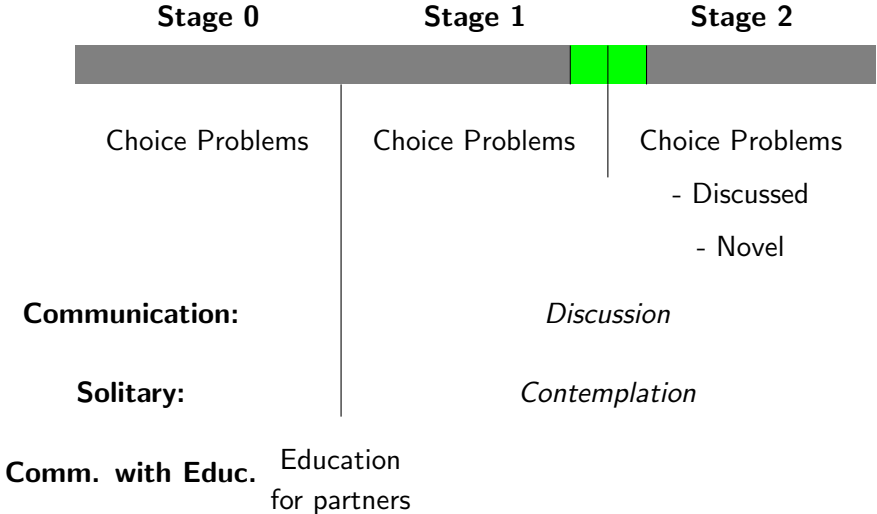 Stage 0 Stage 1 Stage 2
Choice Problems Choice Problems Choice Problems
- Discussed
- Novel
Communication: Discussion
Solitary: Contemplation
Comm. with Educ. Education
for partners